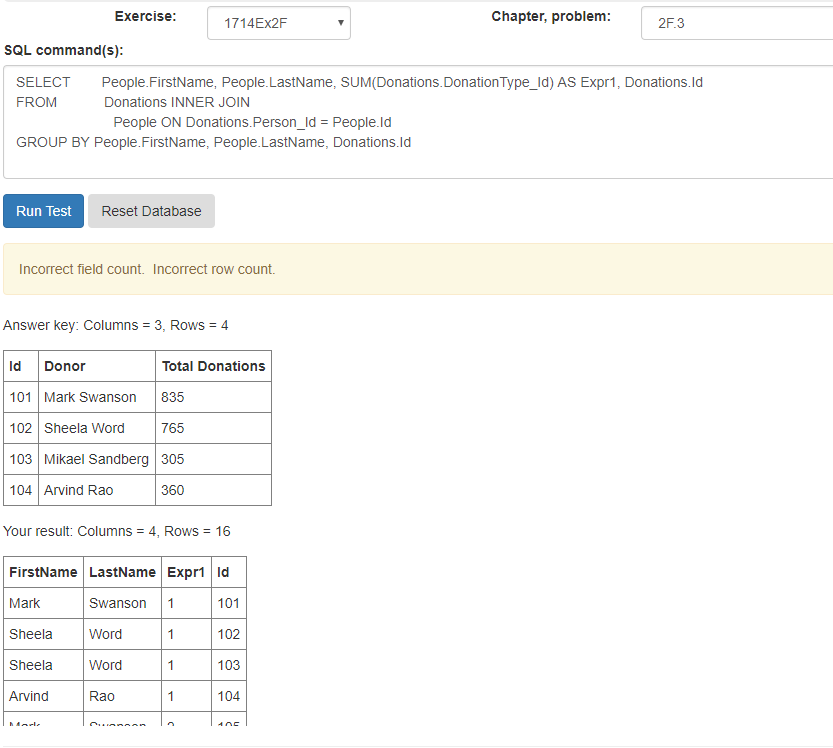 Exercise: 1714Ex2F Chapter, problem: 2F.3
SQL command(s):
SELECT People.FirstName, People.LastName, SUM(Donations.DonationType_Id) AS Expr1, Donations.Id
FROM Donations INNER JOIN
People ON Donations.Person_Id = People.Id
GROUP BY People.FirstName, People.LastName, Donations.Id
Run Test Reset Database
Incorrect field count. Incorrect row count.
Answer key: Columns = 3, Rows = 4
Id Donor Total Donations
101 Mark Swanson 835
102 Sheela Word 765
103 Mikael Sandberg 305
104 Arvind Rao 360
Your result: Columns = 4, Rows = 16
FirstName LastName Expr1 Id
Mark Swanson 1 101
Sheela Word 1 102
Sheela Word 1 103
Arvind Rao 1 104
Mark Swanson 2 105